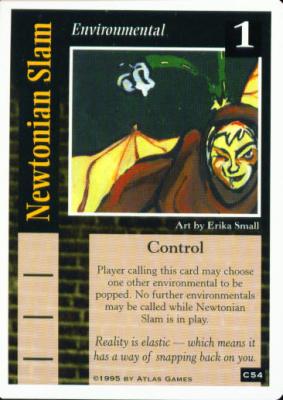 Newtonian Slam
Environmental
1
Art by Erika Small
Control
Player calling this card may choose
one other environmental to be
popped. No further environmentals
may be called while Newtonian
Slam is in play.
Reality is elastic — which means it
has a way of snapping back on you.
©1995 BY ATLAS GAMES
C54